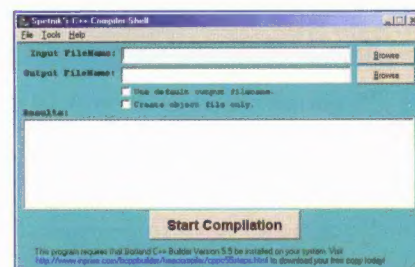 Spetnik's C++ Compiler Shell
File Tools Help
Input FileName: Browse
Output FileName: Browse
Use default output filename.
Create object file only.
Results:
Start Compilation
This program requires that Borland C++ Builder Version 5.5 be installed on your system. Visit
to download your free copy today!